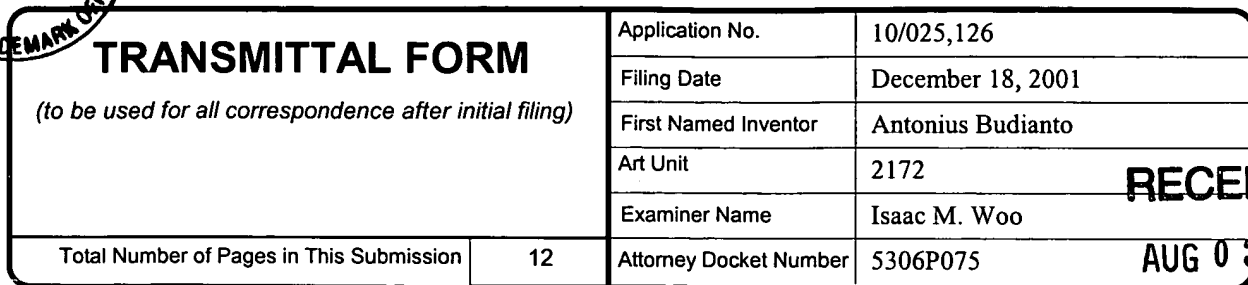 TRANSMITTAL FORM
(to be used for all correspondence after initial filing)
Total Number of Pages in This Submission 12
Application No. 10/025,126
Filing Date December 18, 2001
First Named Inventor Antonius Budianto
Art Unit 2172
Examiner Name Isaac M. Woo
Attorney Docket Number 5306P075
AUG 0